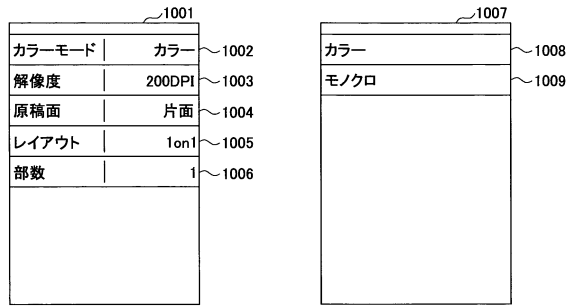 1001
カラーモード カラー 1002
解像度 200DPI 1003
原稿面 片面 1004
レイアウト 1on1 1005
部数 1 1006
1007
カラー 1008
モノクロ 1009